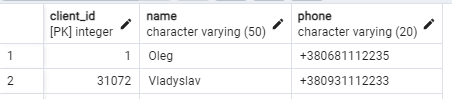 client_id name phone
[PK] integer character varying (50) character varying (20)
1 1 Oleg +380681112235
2 31072 Vladyslav +380931112233